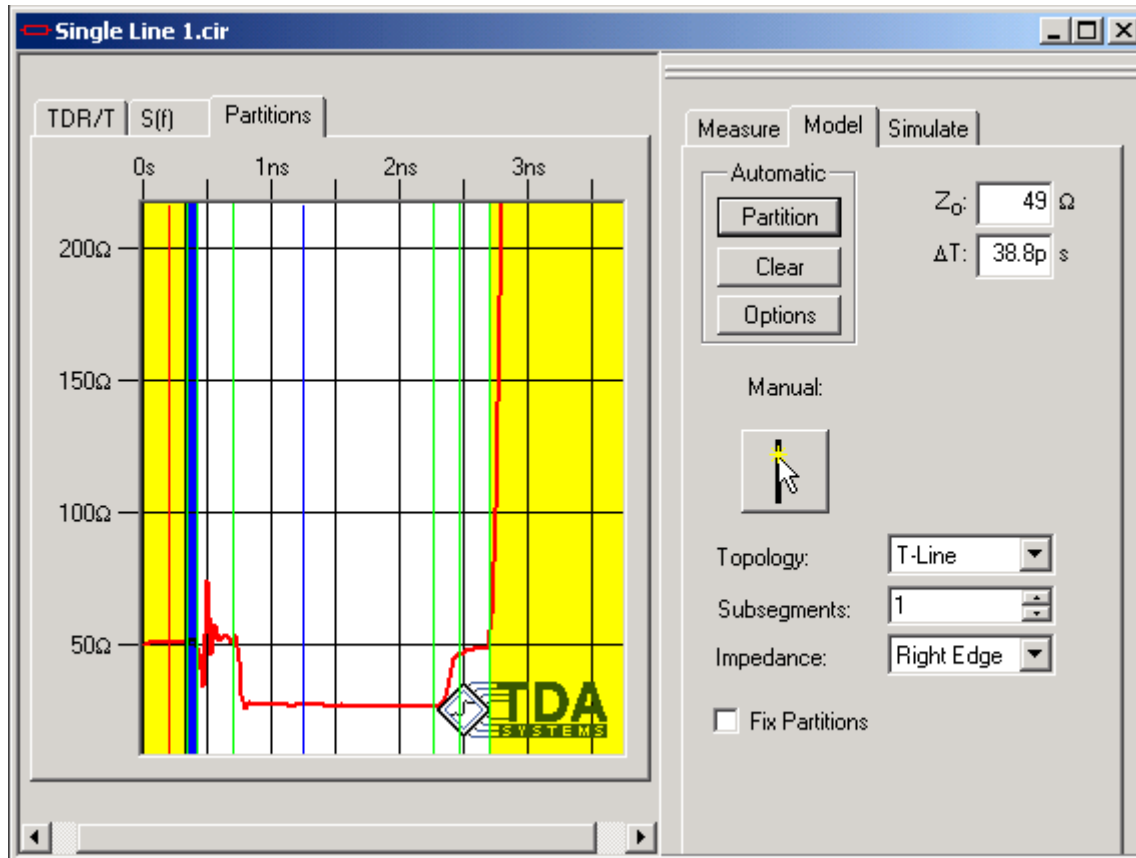 Single Line 1.cir
TDR/T S(f) Partitions
0s 1ns 2ns 3ns
200Ω
150Ω
100Ω
50Ω
TDA
SYSTEMS
Measure Model Simulate
Automatic
Partition
Clear
Options
Zo: 49 Ω
ΔT: 38.8p s
Manual:
Topology: T-Line
Subsegments: 1
Impedance: Right Edge
Fix Partitions